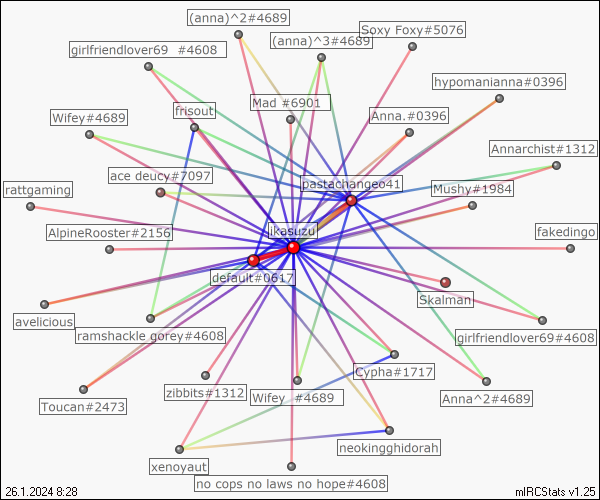 (anna)^2#4689
Soxy Foxy#5076
(anna)^3#4689
girlfriendlover69 #4608
hypomanianna#0396
Mad #6901
frisout
Anna.#0396
Wifey#4689
Annarchist#1312
ace deucy#7097
pastachangeo41
rattgaming
Mushy#1984
AlpineRooster#2156
ikasuzu
fakedingo
default#0617
Skalman
avelicious
ramshackle gorey#4608
girlfriendlover69#4608
Cypha#1717
zibbits#1312
Wifey #4689
Anna^2#4689
Toucan#2473
neokingghidorah
xenoyaut
no cops no laws no hope#4608
26.1.2024 8:28
mIRCStats v1.25